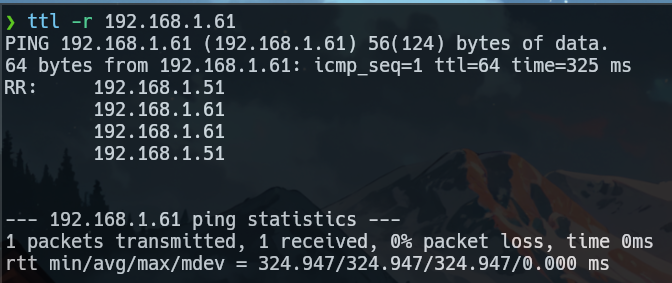 ❯ ttl -r 192.168.1.61
PING 192.168.1.61 (192.168.1.61) 56(124) bytes of data.
64 bytes from 192.168.1.61: icmp_seq=1 ttl=64 time=325 ms
RR:     192.168.1.51
        192.168.1.61
        192.168.1.61
        192.168.1.51
--- 192.168.1.61 ping statistics ---
1 packets transmitted, 1 received, 0% packet loss, time 0ms
rtt min/avg/max/mdev = 324.947/324.947/324.947/0.000 ms